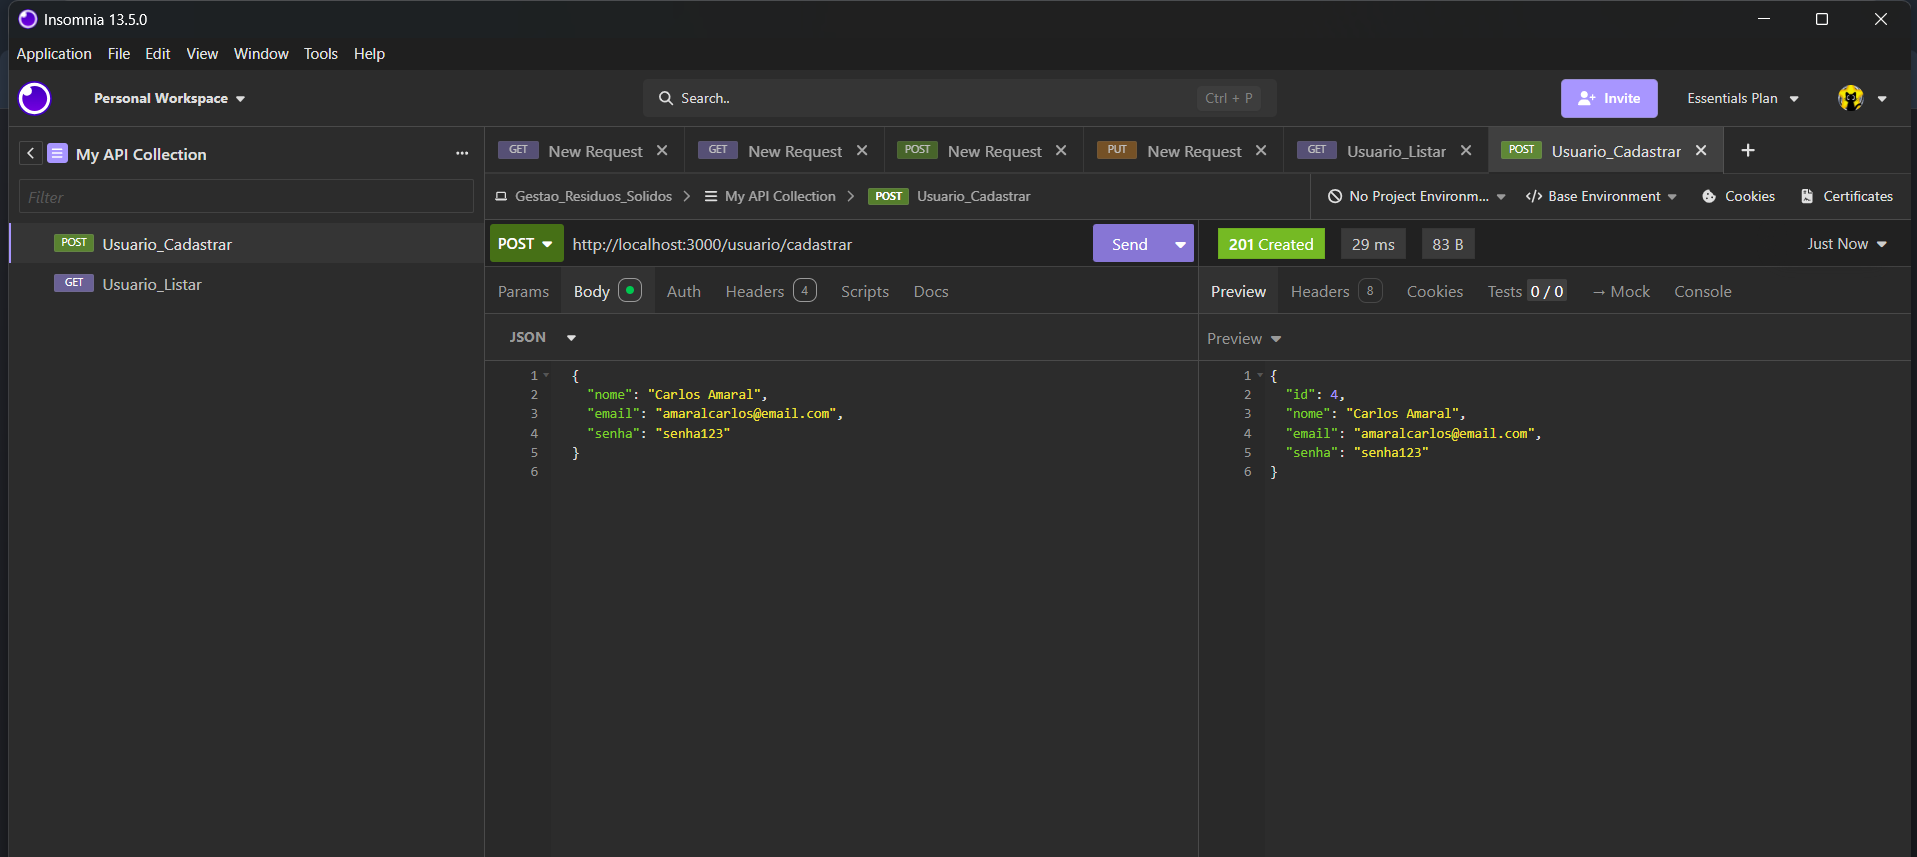 Insomnia 13.5.0
Application File Edit View Window Tools Help
Personal Workspace
Search..
Ctrl + P
Invite
Essentials Plan
My API Collection
Filter
POST Usuario_Cadastrar
GET Usuario_Listar
GET New Request
GET New Request
POST New Request
PUT New Request
GET Usuario_Listar
POST Usuario_Cadastrar
Gestao_Residuos_Solidos
My API Collection
POST Usuario_Cadastrar
No Project Environm...
Base Environment
Cookies
Certificates
POST http://localhost:3000/usuario/cadastrar Send
201 Created 29 ms 83 B Just Now
Params Body Auth Headers 4 Scripts Docs
Preview Headers 8 Cookies Tests 0 / 0 → Mock Console
JSON
1 {
2 "nome": "Carlos Amaral",
3 "email": "amaralcarlos@email.com",
4 "senha": "senha123"
5 }
6
Preview
1 {
2 "id": 4,
3 "nome": "Carlos Amaral",
4 "email": "amaralcarlos@email.com",
5 "senha": "senha123"
6 }